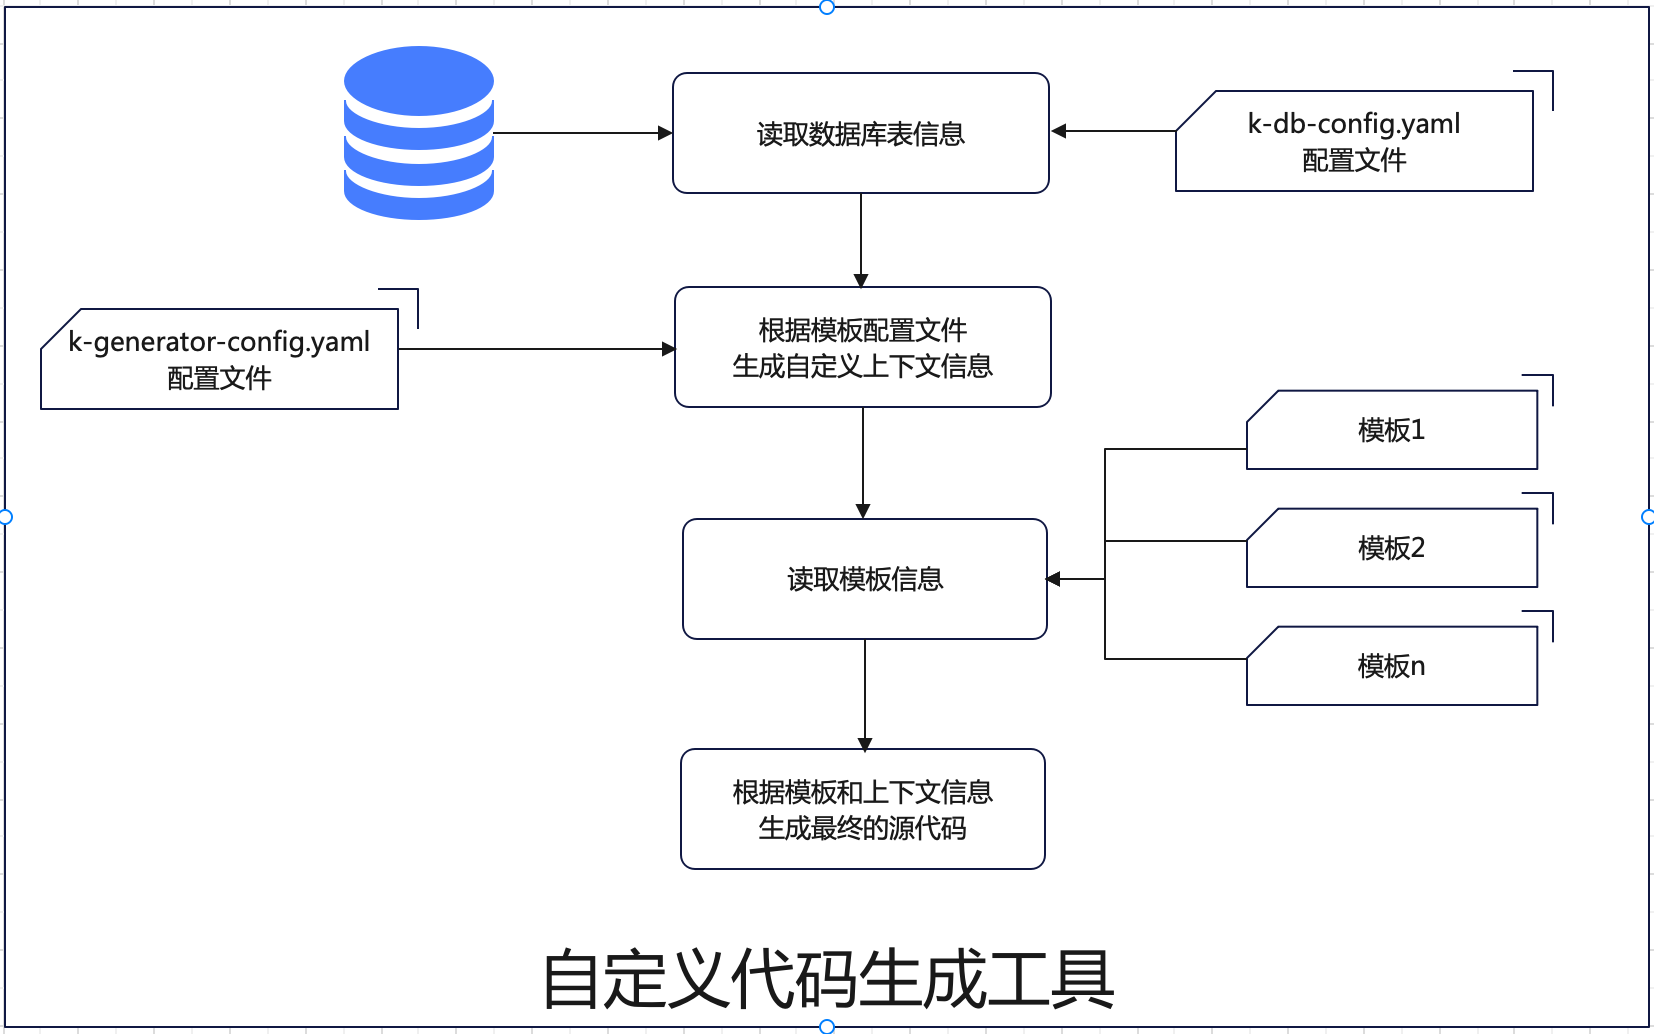 读取数据库表信息
k-db-config.yaml
配置文件
k-generator-config.yaml
配置文件
根据模板配置文件
生成自定义上下文信息
模板1
模板2
读取模板信息
模板n
根据模板和上下文信息
生成最终的源代码
自定义代码生成工具